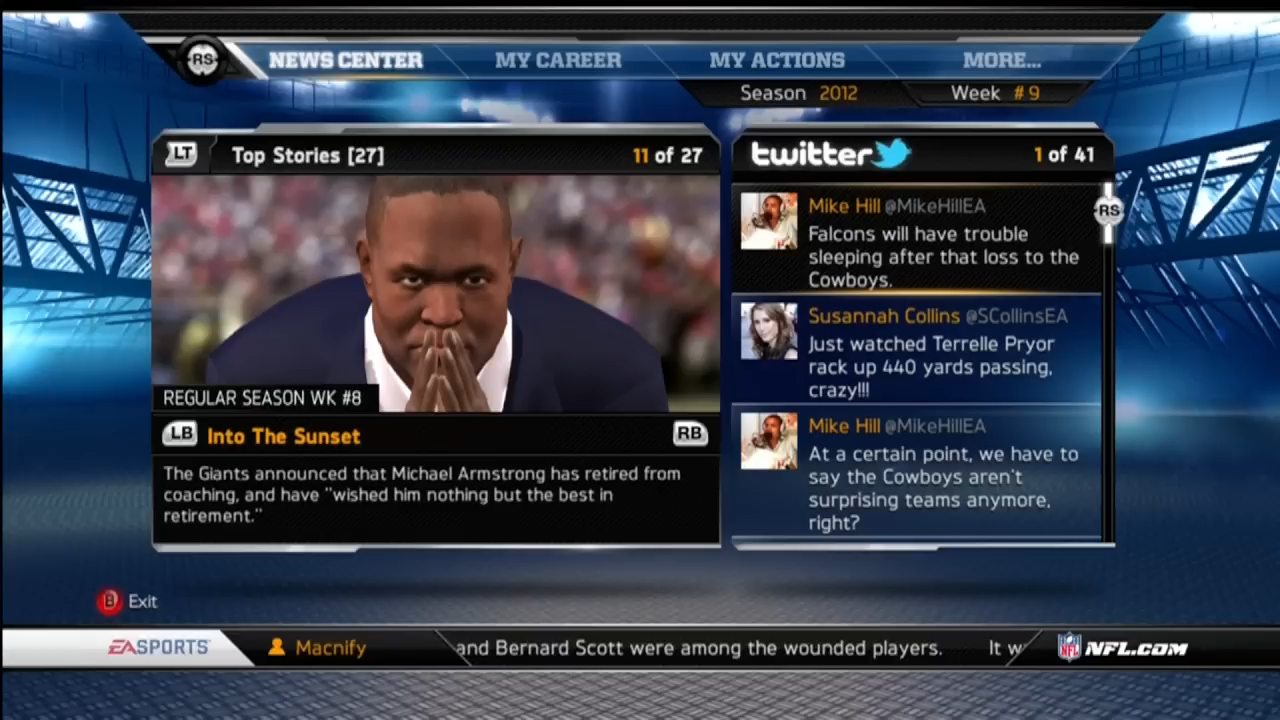 RS
NEWS CENTER
MY CAREER
MY ACTIONS
MORE...
Season 2012
Week #9
LT
Top Stories [27]
11 of 27
REGULAR SEASON WK #8
LB
Into The Sunset
RB
The Giants announced that Michael Armstrong has retired from
coaching, and have "wished him nothing but the best in
retirement."
twitter
1 of 41
RS
Mike Hill @MikeHillEA
Falcons will have trouble
sleeping after that loss to the
Cowboys.
Susannah Collins @SCollinsEA
Just watched Terrelle Pryor
rack up 440 yards passing,
crazy!!!
Mike Hill @MikeHillEA
At a certain point, we have to
say the Cowboys aren't
surprising teams anymore,
right?
B Exit
EA SPORTS
Macnify
and Bernard Scott were among the wounded players.
It w
NFL
NFL.COM